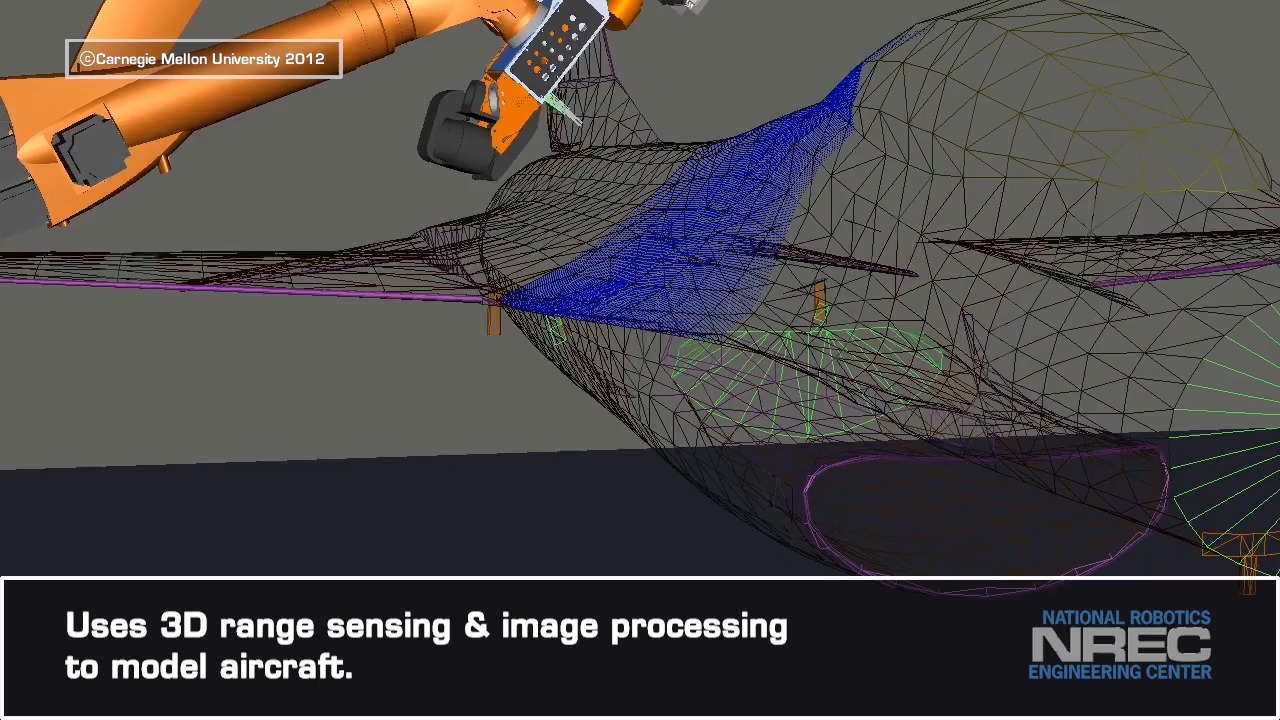 ©Carnegie Mellon University 2012
Uses 3D range sensing & image processing
to model aircraft.
NATIONAL ROBOTICS
NREC
ENGINEERING CENTER